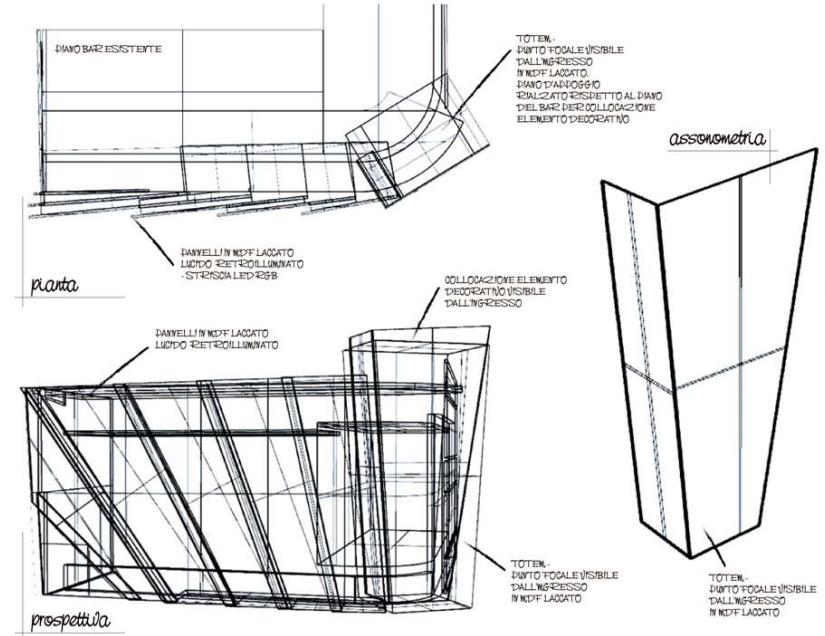 PIANO BAR ESISTENTE
TOTEM -
PUNTO FOCALE VISIBILE
DALL'INGRESSO
IN MDF LACCATO.
PIANO D'APPOGGIO
RIALZATO RISPETTO AL PIANO
DEL BAR PER COLLOCAZIONE
ELEMENTO DECORATIVO
assonometria
PANNELLI IN MDF LACCATO
LUCIDO RETROILLUMINATO
- STRISCIA LED RGB
pianta
COLLOCAZIONE ELEMENTO
DECORATIVO VISIBILE
DALL'INGRESSO
PANNELLI IN MDF LACCATO
LUCIDO RETROILLUMINATO
TOTEM -
PUNTO FOCALE VISIBILE
DALL'INGRESSO
IN MDF LACCATO
TOTEM -
PUNTO FOCALE VISIBILE
DALL'INGRESSO
IN MDF LACCATO
prospettiva